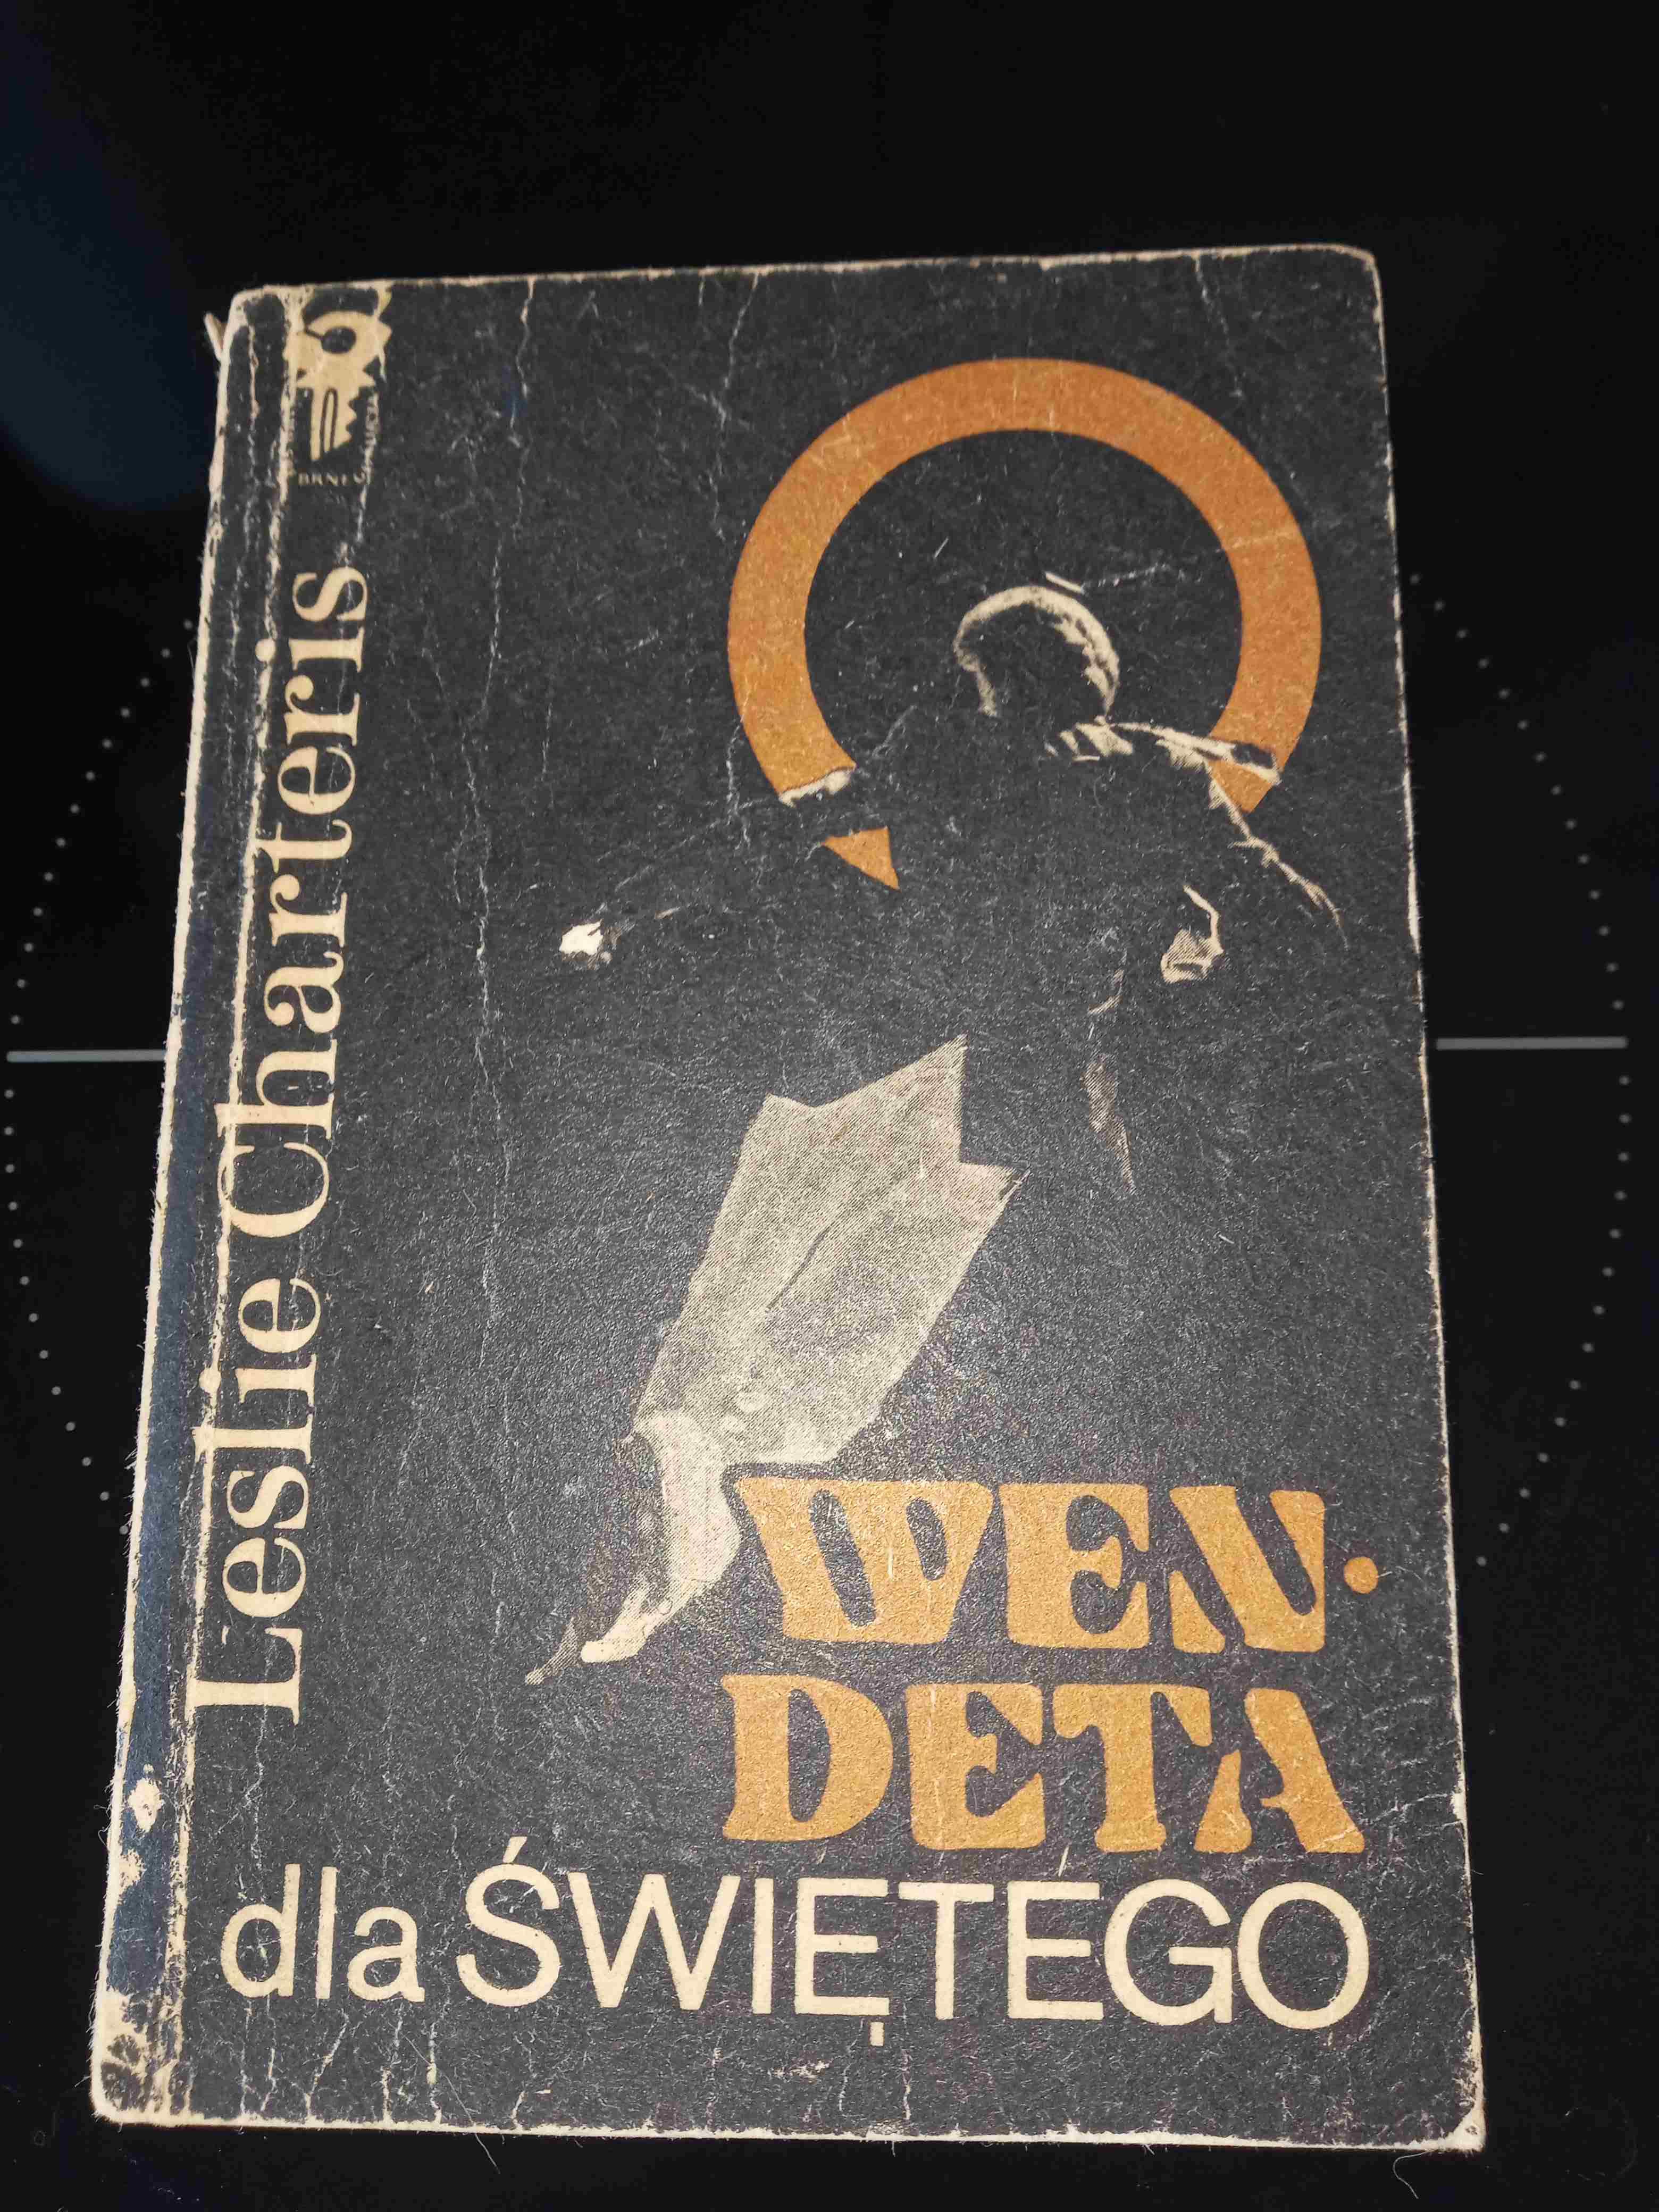 Leslie Charteris
WEN·
DETA
dla ŚWIĘTEGO